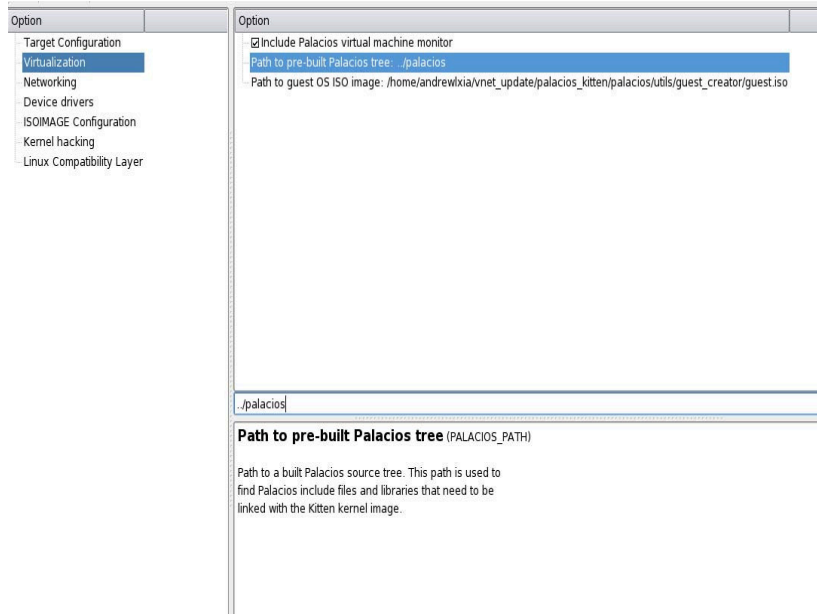 Option
Target Configuration
Virtualization
Networking
Device drivers
ISOIMAGE Configuration
Kernel hacking
Linux Compatibility Layer
Option
Include Palacios virtual machine monitor
Path to pre-built Palacios tree: ../palacios
Path to guest OS ISO image: /home/andrewlxia/vnet_update/palacios_kitten/palacios/utils/guest_creator/guest.iso
../palacios
Path to pre-built Palacios tree (PALACIOS_PATH)
Path to a built Palacios source tree. This path is used to
find Palacios include files and libraries that need to be
linked with the Kitten kernel image.